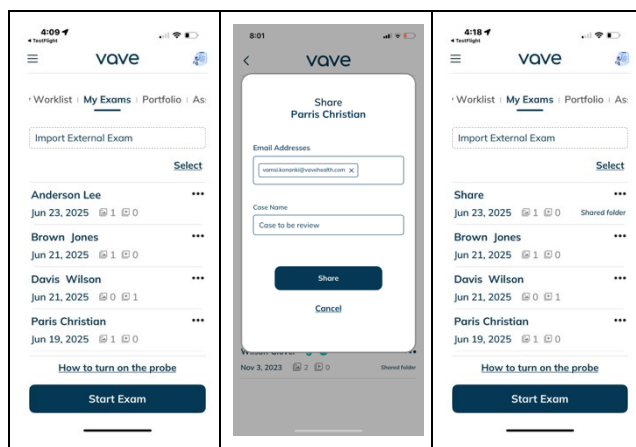 4:09
◀ TestFlight
vave
Worklist | My Exams | Portfolio | As
Import External Exam
Select
Anderson Lee
Jun 23, 2025 1 0
Brown Jones
Jun 21, 2025 1 0
Davis Wilson
Jun 21, 2025 0 1
Paris Christian
Jun 19, 2025 1 0
How to turn on the probe
Start Exam
8:01
vave
Share
Parris Christian
Email Addresses
vamsi.konanki@vavehealth.com X
Case Name
Case to be review
Share
Cancel
Nov 3, 2023 2 0 Shared folder
4:18
◀ TestFlight
vave
Worklist | My Exams | Portfolio | As
Import External Exam
Select
Share
Jun 23, 2025 1 0 Shared folder
Brown Jones
Jun 21, 2025 1 0
Davis Wilson
Jun 21, 2025 0 1
Paris Christian
Jun 19, 2025 1 0
How to turn on the probe
Start Exam